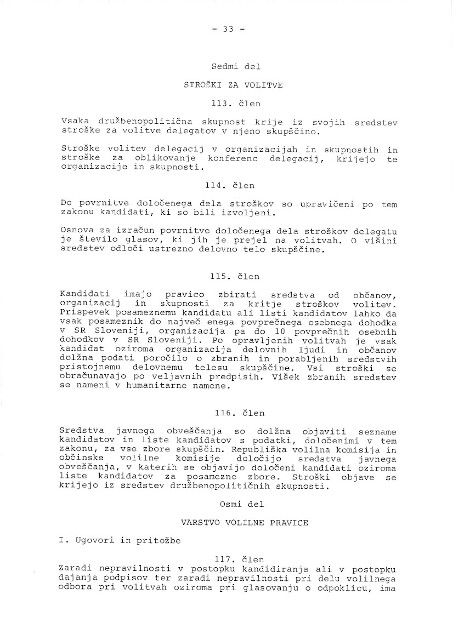 - 33 -
Sedmi del
STROŠKI ZA VOLITVE
113. člen
Vsaka družbenopolitična skupnost krije iz svojih sredstev
stroške za volitve delegatov v njeno skupščino.
Stroške volitev delegacij v organizacijah in skupnostih in
stroške za oblikovanje konferenc delegacij, krijejo te
organizacije in skupnosti.
114. člen
Do povrnitve določenega dela stroškov so upravičeni po tem
zakonu kandidati, ki so bili izvoljeni.
Osnova za izračun povrnitve določenega dela stroškov delegatu
je število glasov, ki jih je prejel na volitvah. O višini
sredstev odloči ustrezno delovno telo skupščine.
115. člen
Kandidati imajo pravico zbirati sredstva od občanov,
organizacij in skupnosti za kritje stroškov volitev.
Prispevek posameznemu kandidatu ali listi kandidatov lahko da
vsak posameznik do največ enega povprečnega osebnega dohodka
v SR Sloveniji, organizacija pa do 10 povprečnih osebnih
dohodkov v SR Sloveniji. Po opravljenih volitvah je vsak
kandidat oziroma organizacija delovnih ljudi in občanov
dolžna podati poročilo o zbranih in porabljenih sredstvih
pristojnemu delovnemu telesu skupščine. Vsi stroški se
obračunavajo po veljavnih predpisih. Višek zbranih sredstev
se nameni v humanitarne namene.
116. člen
Sredstva javnega obveščanja so dolžna objaviti sezname
kandidatov in liste kandidatov s podatki, določenimi v tem
zakonu, za vse zbore skupščin. Republiška volilna komisija in
občinske volilne komisije določijo sredstva javnega
obveščanja, v katerih se objavijo določeni kandidati oziroma
liste kandidatov za posamezne zbore. Stroški objave se
krijejo iz sredstev družbenopolitičnih skupnosti.
Osmi del
VARSTVO VOLILNE PRAVICE
I. Ugovori in pritožbe
117. člen
Zaradi nepravilnosti v postopku kandidiranja ali v postopku
dajanja podpisov ter zaradi nepravilnosti pri delu volilnega
odbora pri volitvah oziroma pri glasovanju o odpoklicu, ima